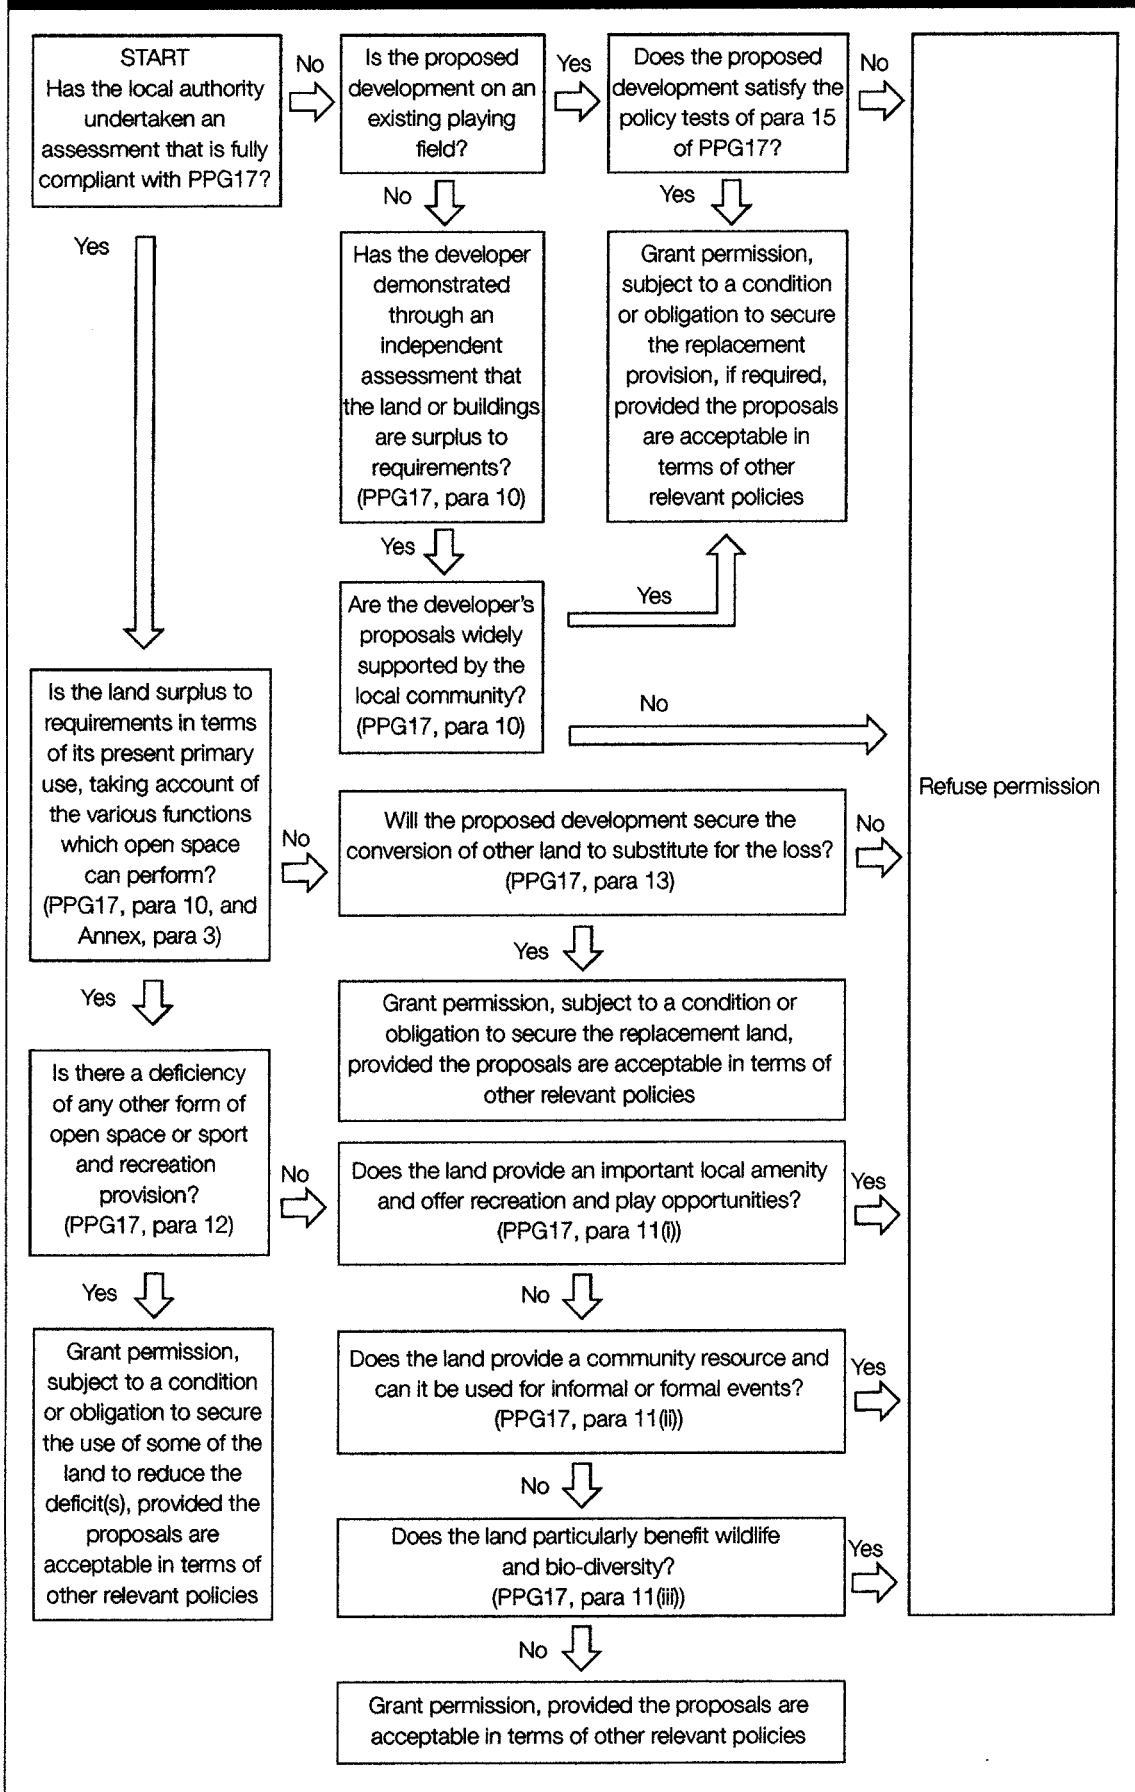 START
Has the local authority
undertaken an
assessment that is fully
compliant with PPG17?
No
Is the proposed
development on an
existing playing
field?
Yes
Does the proposed
development satisfy the
policy tests of para 15
of PPG17?
No
Yes
No
Yes
Has the developer
demonstrated
through an
independent
assessment that
the land or buildings
are surplus to
requirements?
(PPG17, para 10)
Grant permission,
subject to a condition
or obligation to secure
the replacement
provision, if required,
provided the proposals
are acceptable in
terms of other
relevant policies
Yes
Are the developer's
proposals widely
supported by the
local community?
(PPG17, para 10)
Yes
No
Refuse permission
Is the land surplus to
requirements in terms
of its present primary
use, taking account of
the various functions
which open space
can perform?
(PPG17, para 10, and
Annex, para 3)
No
Will the proposed development secure the
conversion of other land to substitute for the loss?
(PPG17, para 13)
No
Yes
Grant permission, subject to a condition or
obligation to secure the replacement land,
provided the proposals are acceptable in terms of
other relevant policies
Yes
Is there a deficiency
of any other form of
open space or sport
and recreation
provision?
(PPG17, para 12)
No
Does the land provide an important local amenity
and offer recreation and play opportunities?
(PPG17, para 11(i))
Yes
No
Yes
Grant permission,
subject to a condition
or obligation to secure
the use of some of the
land to reduce the
deficit(s), provided the
proposals are
acceptable in terms of
other relevant policies
Does the land provide a community resource and
can it be used for informal or formal events?
(PPG17, para 11(ii))
Yes
No
Does the land particularly benefit wildlife
and bio-diversity?
(PPG17, para 11(iii))
Yes
No
Grant permission, provided the proposals are
acceptable in terms of other relevant policies